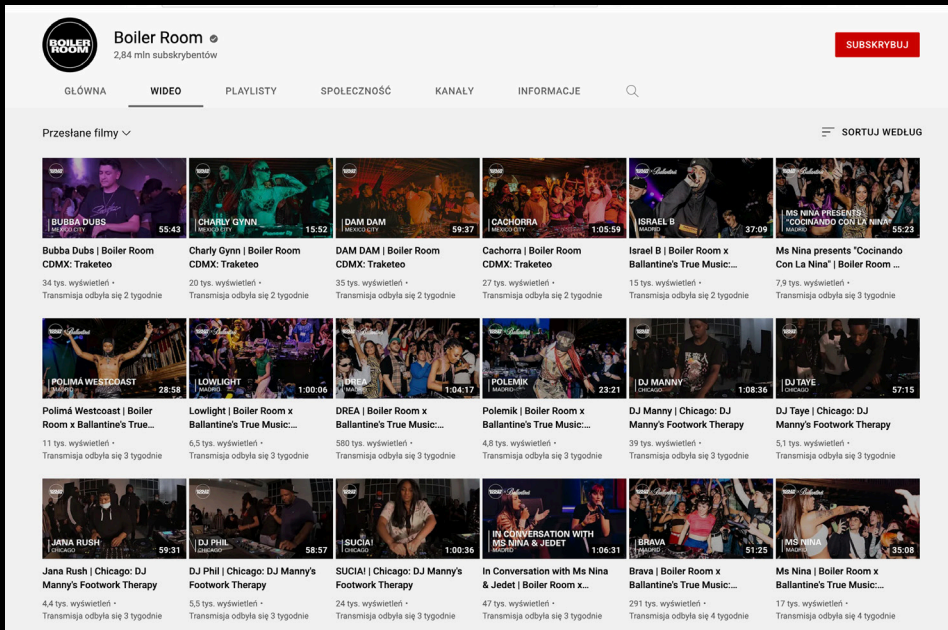 BOILER ROOM
Boiler Room
2,84 mln subskrybentów
SUBSKRYBUJ
GŁÓWNA WIDEO PLAYLISTY SPOŁECZNOŚĆ KANAŁY INFORMACJE
Przesłane filmy
SORTUJ WEDŁUG
BUBBA DUBS
MEXICO CITY
55:43
Bubba Dubs | Boiler Room
CDMX: Traketeo
34 tys. wyświetleń •
Transmisja odbyła się 2 tygodnie
CHARLY GYNN
MEXICO CITY
15:52
Charly Gynn | Boiler Room
CDMX: Traketeo
20 tys. wyświetleń •
Transmisja odbyła się 2 tygodnie
DAM DAM
MEXICO CITY
59:37
DAM DAM | Boiler Room
CDMX: Traketeo
35 tys. wyświetleń •
Transmisja odbyła się 2 tygodnie
CACHORRA
MEXICO CITY
1:05:59
Cachorra | Boiler Room
CDMX: Traketeo
27 tys. wyświetleń •
Transmisja odbyła się 2 tygodnie
Ballantine's
ISRAEL B
MADRID
37:09
Israel B | Boiler Room x
Ballantine's True Music:...
15 tys. wyświetleń •
Transmisja odbyła się 2 tygodnie
Ballantine's
MS NINA PRESENTS
"COCINANDO CON LA NINA"
MADRID
55:23
Ms Nina presents "Cocinando
Con La Nina" | Boiler Room ...
7,9 tys. wyświetleń •
Transmisja odbyła się 3 tygodnie
Ballantine's
POLIMÁ WESTCOAST
MADRID
28:58
Polimá Westcoast | Boiler
Room x Ballantine's True...
11 tys. wyświetleń •
Transmisja odbyła się 3 tygodnie
Ballantine's
LOWLIGHT
MADRID
1:00:06
Lowlight | Boiler Room x
Ballantine's True Music:...
6,5 tys. wyświetleń •
Transmisja odbyła się 3 tygodnie
Ballantine's
DREA
MADRID
1:04:17
DREA | Boiler Room x
Ballantine's True Music:...
580 tys. wyświetleń •
Transmisja odbyła się 3 tygodnie
Ballantine's
POLEMIK
MADRID
23:21
Polemik | Boiler Room x
Ballantine's True Music:...
4,8 tys. wyświetleń •
Transmisja odbyła się 3 tygodnie
DJ MANNY
CHICAGO
1:08:36
DJ Manny | Chicago: DJ
Manny's Footwork Therapy
39 tys. wyświetleń •
Transmisja odbyła się 3 tygodnie
DJ TAYE
CHICAGO
57:15
DJ Taye | Chicago: DJ
Manny's Footwork Therapy
5,1 tys. wyświetleń •
Transmisja odbyła się 3 tygodnie
JANA RUSH
CHICAGO
59:31
Jana Rush | Chicago: DJ
Manny's Footwork Therapy
4,4 tys. wyświetleń •
Transmisja odbyła się 3 tygodnie
DJ PHIL
CHICAGO
58:57
DJ Phil | Chicago: DJ Manny's
Footwork Therapy
5,5 tys. wyświetleń •
Transmisja odbyła się 3 tygodnie
SUCIA!
CHICAGO
1:00:36
SUCIA! | Chicago: DJ Manny's
Footwork Therapy
24 tys. wyświetleń •
Transmisja odbyła się 3 tygodnie
Ballantine's
IN CONVERSATION WITH
MS NINA & JEDET
MADRID
1:06:31
In Conversation with Ms Nina
& Jedet | Boiler Room x...
47 tys. wyświetleń •
Transmisja odbyła się 3 tygodnie
Ballantine's
BRAVA
MADRID
51:25
Brava | Boiler Room x
Ballantine's True Music:...
291 tys. wyświetleń •
Transmisja odbyła się 4 tygodnie
Ballantine's
MS NINA
MADRID
35:08
Ms Nina | Boiler Room x
Ballantine's True Music:...
17 tys. wyświetleń •
Transmisja odbyła się 4 tygodnie